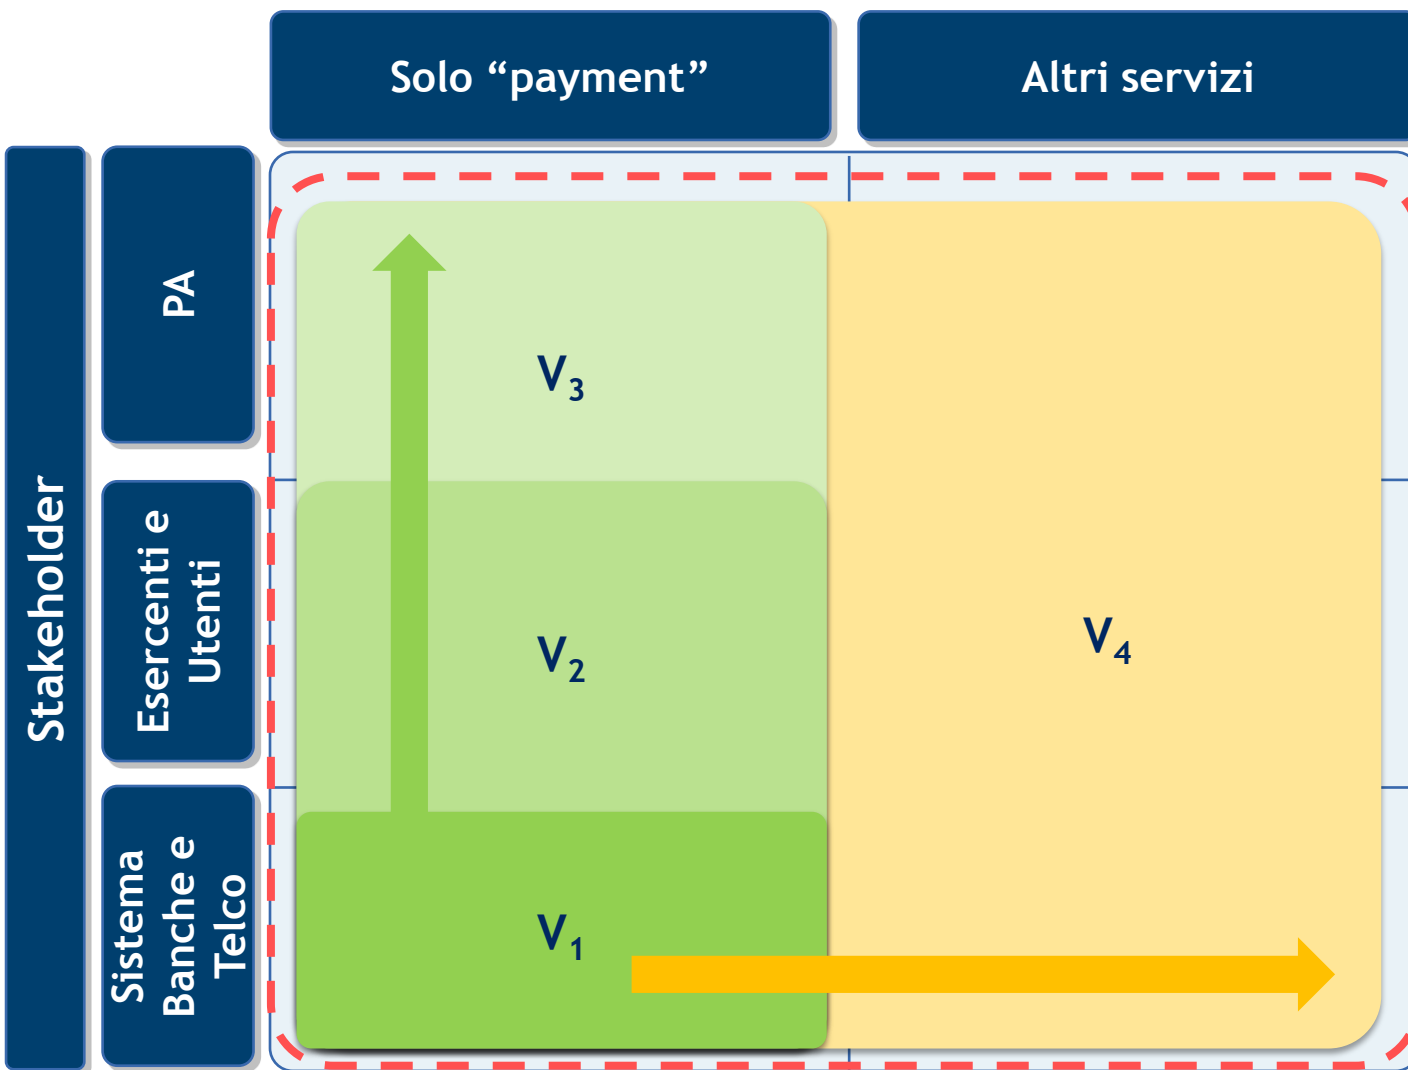 Solo “payment”
Altri servizi
Stakeholder
PA
V3
Esercenti e
Utenti
V2
V4
Sistema
Banche e
Telco
V1